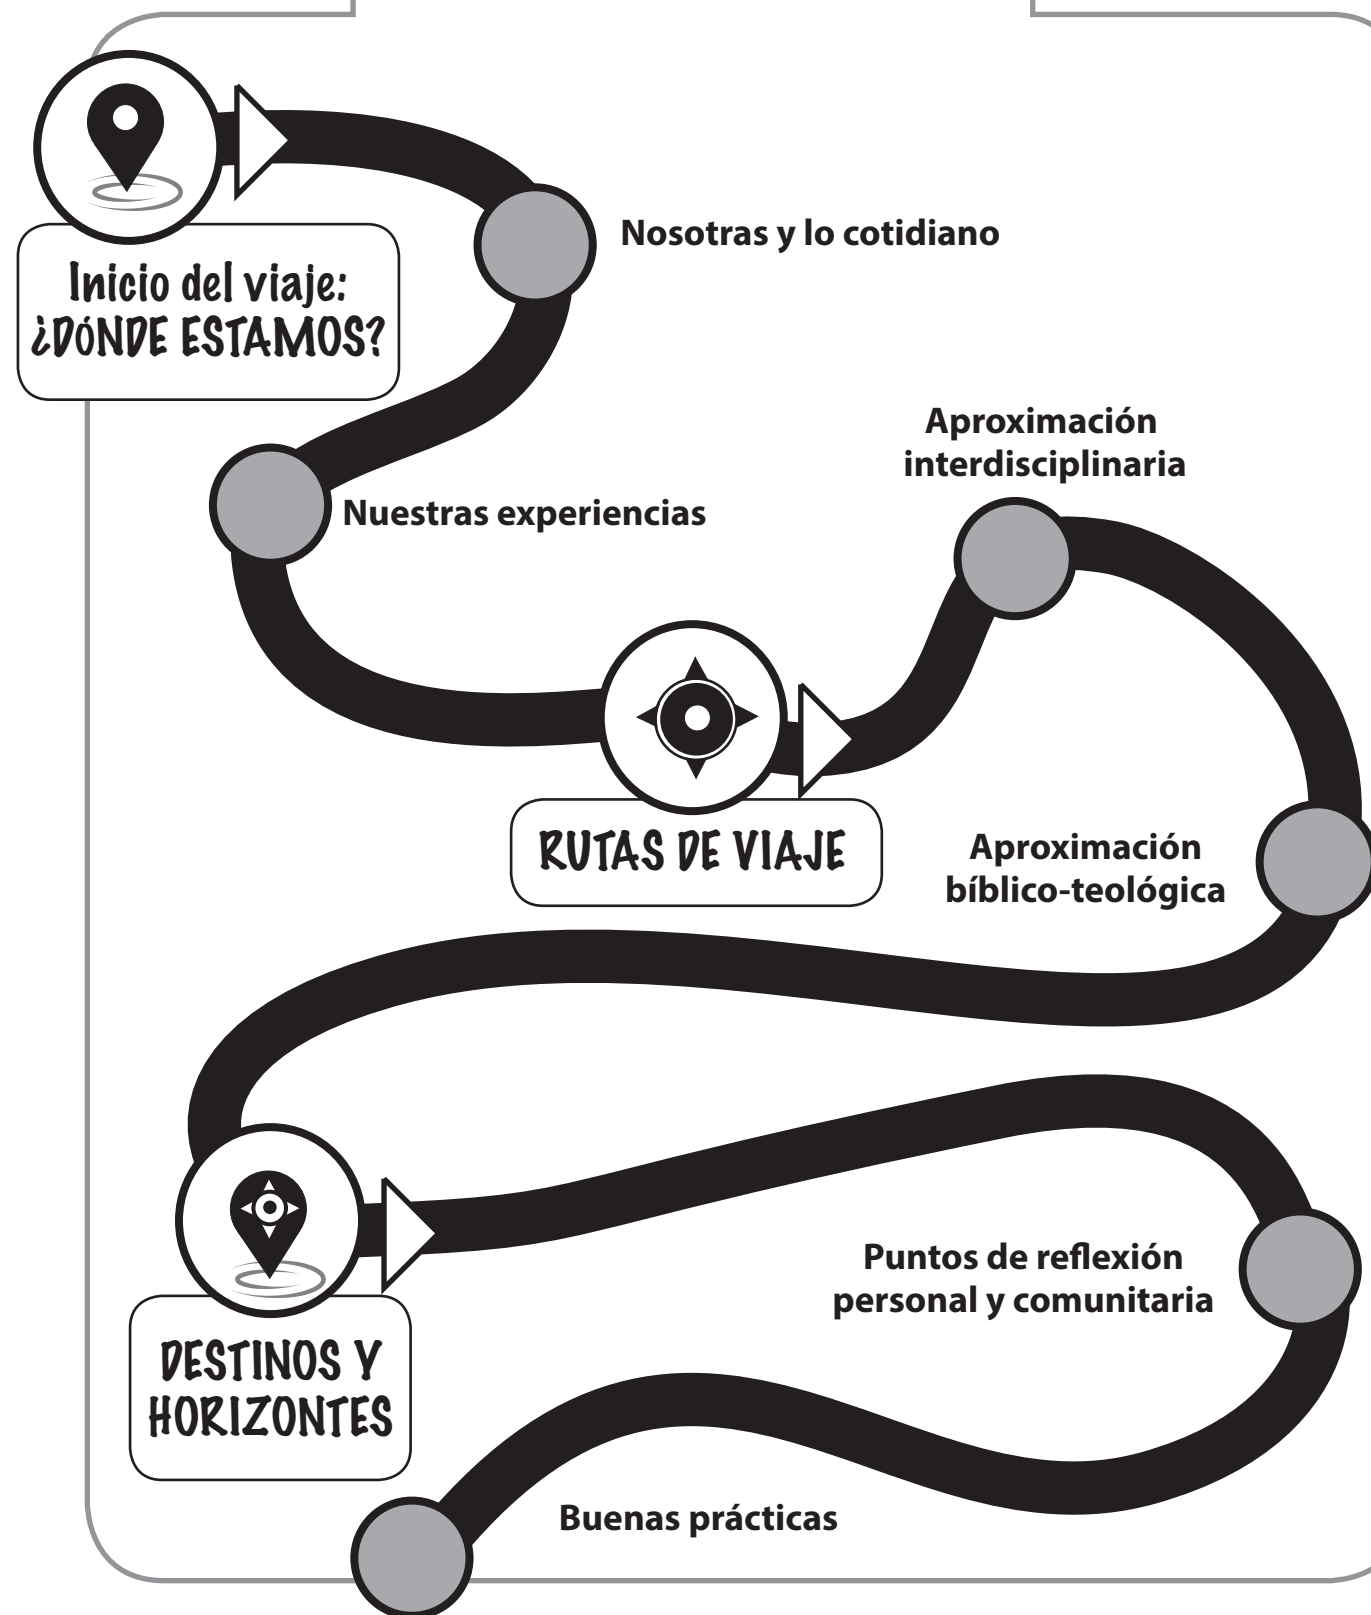 Inicio del viaje:
¿DÓNDE ESTAMOS?
Nosotras y lo cotidiano
Nuestras experiencias
RUTAS DE VIAJE
Aproximación
interdisciplinaria
Aproximación
bíblico-teológica
DESTINOS Y
HORIZONTES
Puntos de reflexión
personal y comunitaria
Buenas prácticas